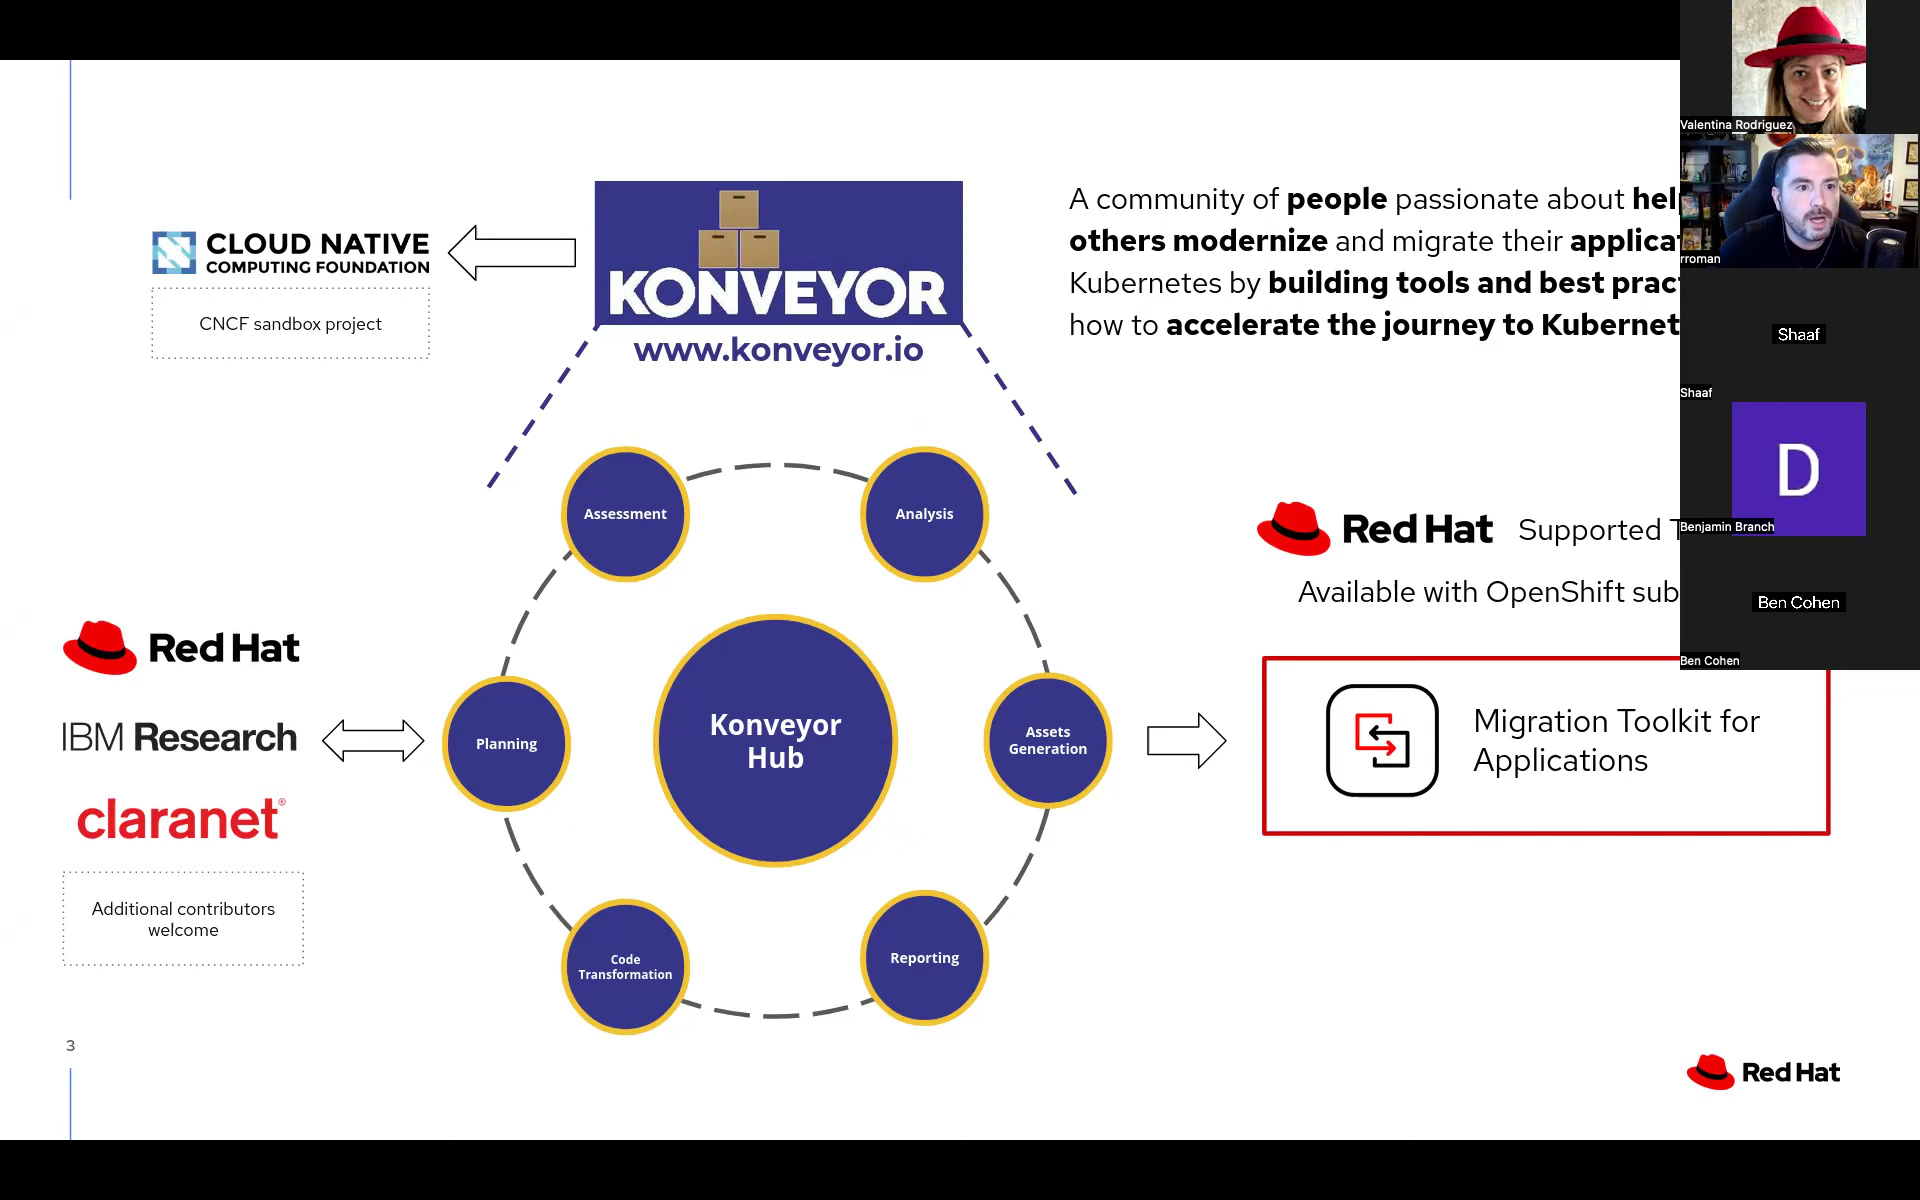 CLOUD NATIVE
COMPUTING FOUNDATION
CNCF sandbox project
KONVEYOR
www.konveyor.io
A community of people passionate about hel
others modernize and migrate their applica
Kubernetes by building tools and best prac
how to accelerate the journey to Kubernet
Valentina Rodriguez
rroman
Shaaf
Shaaf
D
Benjamin Branch
Ben Cohen
Ben Cohen
Assessment
Analysis
Planning
Konveyor
Hub
Assets
Generation
Code
Transformation
Reporting
Red Hat
IBM Research
claranet®
Additional contributors
welcome
Red Hat Supported T
Available with OpenShift sub
Migration Toolkit for
Applications
3
Red Hat